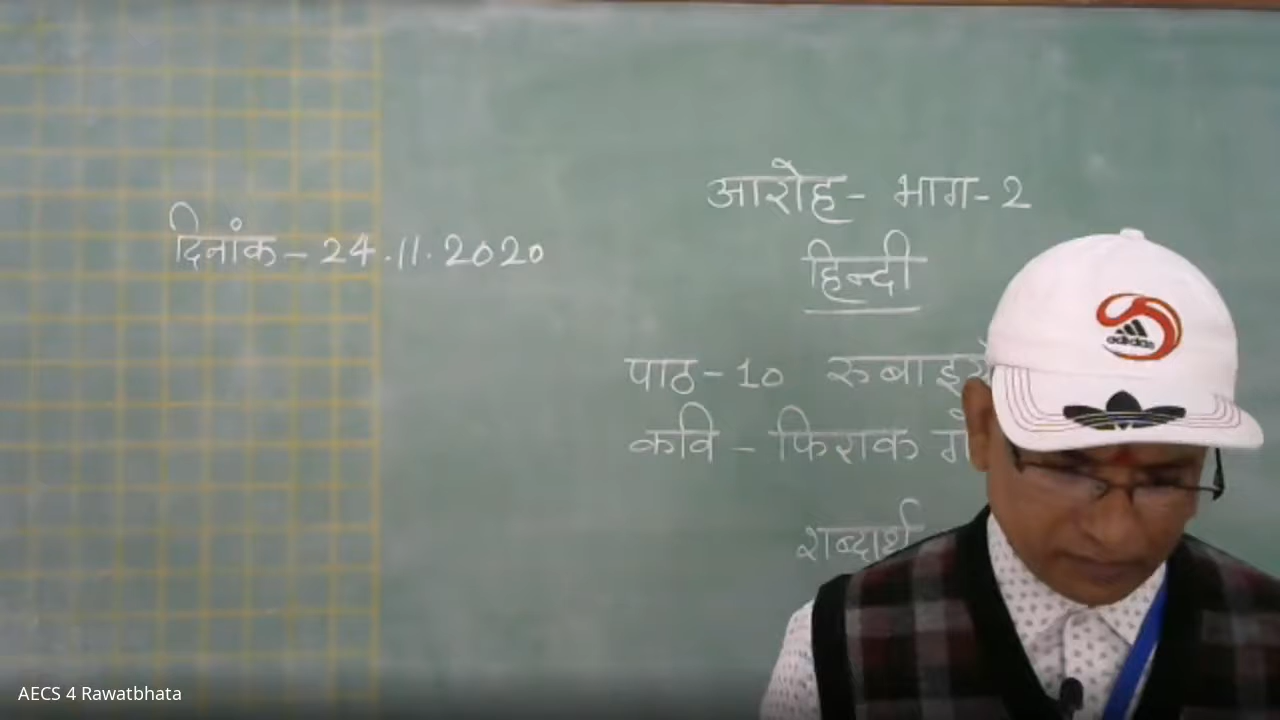 आरोह- भाग-2
दिनांक - 24.11.2020
हिन्दी
पाठ-10
कवि - फिराक
शब्दार्थ
adidas
AECS 4 Rawatbhata